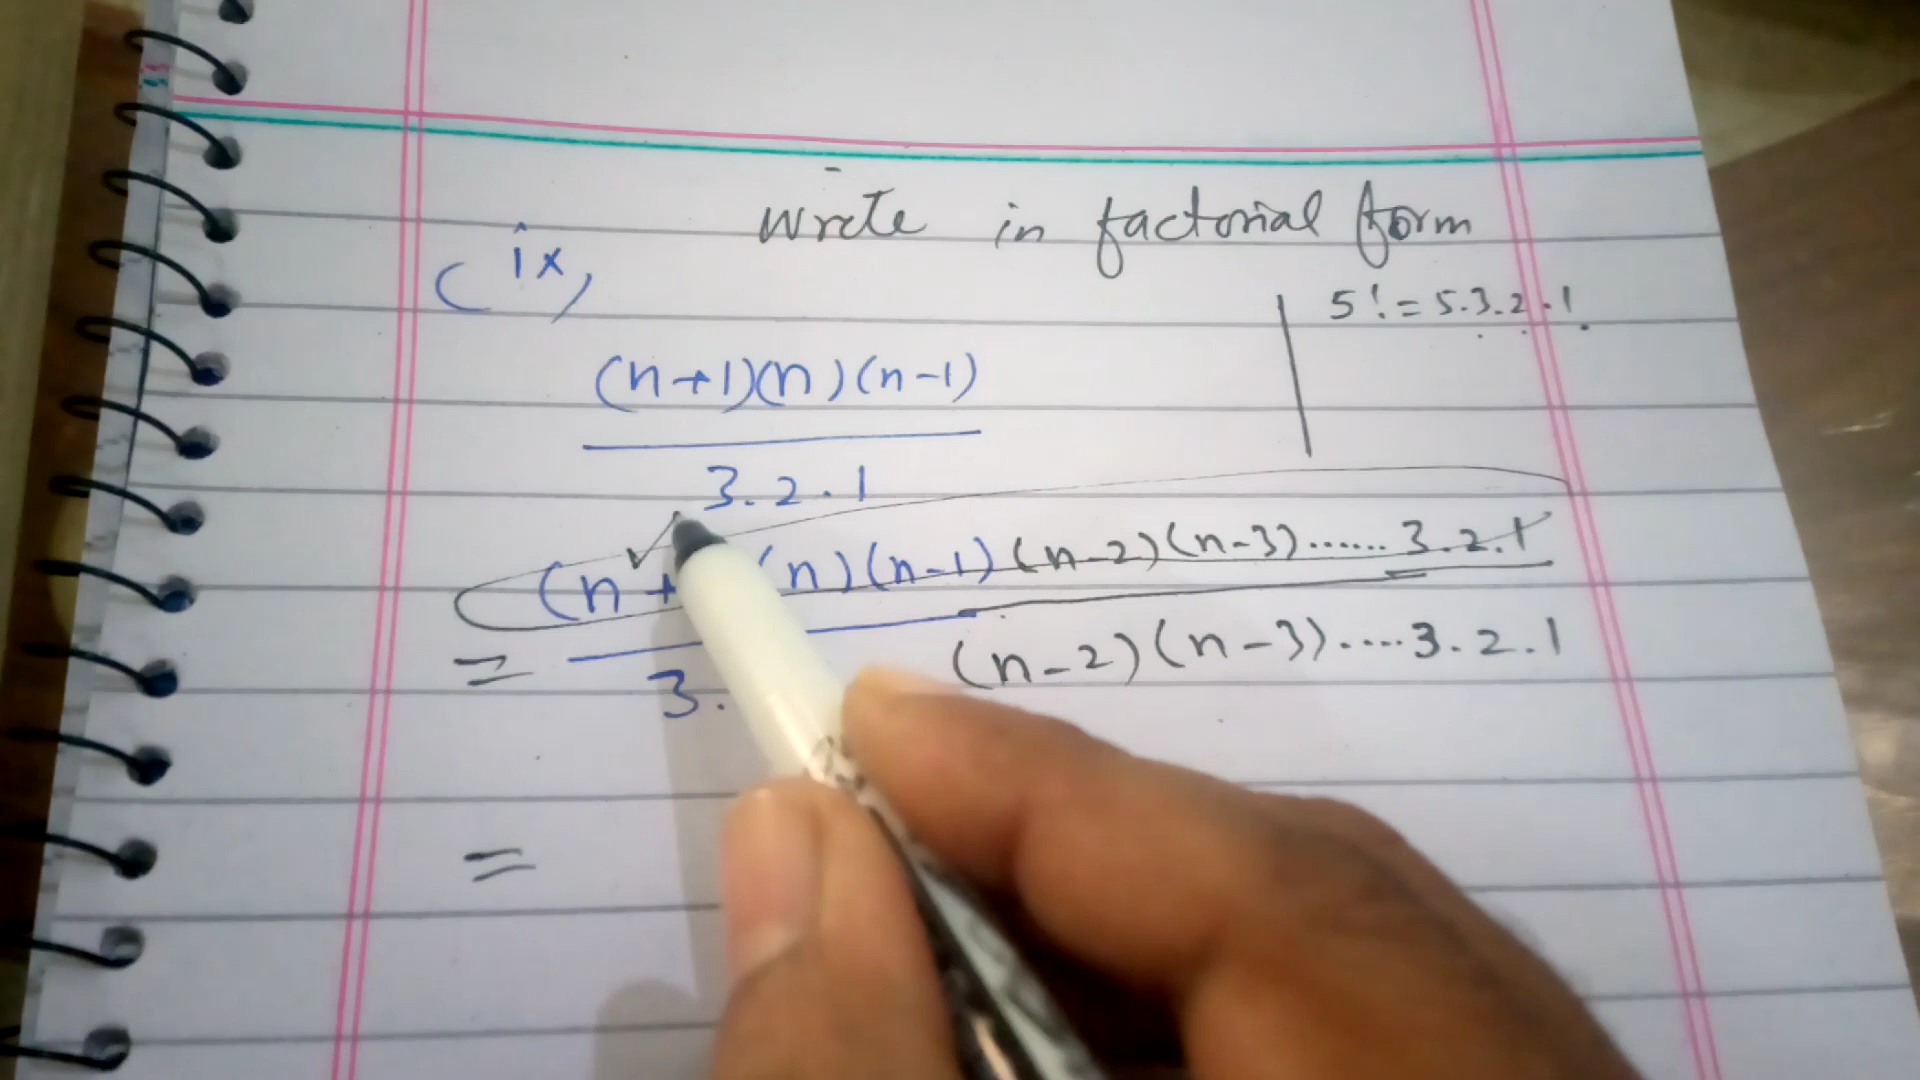 write in factorial form
(ix)
5! = 5.3.2.1
(n+1)(n)(n-1)
3.2.1
= (n+ (n)(n-1)(n-2)(n-3)......3.2.1
3. (n-2)(n-3)....3.2.1
=